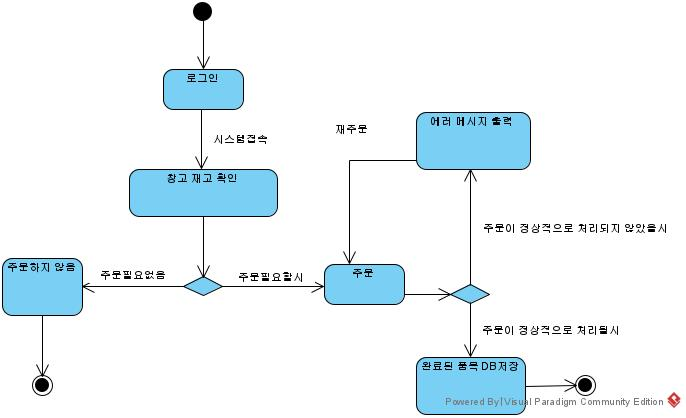 로그인
시스템접속
재주문
에러 메시지 출력
창고 재고 확인
주문이 정상적으로 처리되지 않았을시
주문하지 않음
주문필요없음
주문필요할시
주문
주문이 정상적으로 처리될시
완료된 품목 DB저장
Powered By Visual Paradigm Community Edition